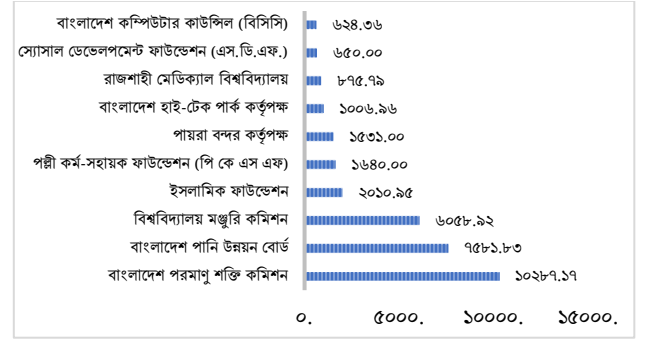 বাংলাদেশ কম্পিউটার কাউন্সিল (বিসিসি) ৬২৪.৩৬
স্যোসাল ডেভেলপমেন্ট ফাউন্ডেশন (এস.ডি.এফ.) ৬৫০.০০
রাজশাহী মেডিক্যাল বিশ্ববিদ্যালয় ৮৭৫.৭৯
বাংলাদেশ হাই-টেক পার্ক কর্তৃপক্ষ ১০০৬.৯৬
পায়রা বন্দর কর্তৃপক্ষ ১৫৩১.০০
পল্লী কর্ম-সহায়ক ফাউন্ডেশন (পি কে এস এফ) ১৬৪০.০০
ইসলামিক ফাউন্ডেশন ২০১০.৯৫
বিশ্ববিদ্যালয় মঞ্জুরি কমিশন ৬০৫৮.৯২
বাংলাদেশ পানি উন্নয়ন বোর্ড ৭৫৮১.৮৩
বাংলাদেশ পরমাণু শক্তি কমিশন ১০২৮৭.১৭
০. ৫০০০. ১০০০০. ১৫০০০.